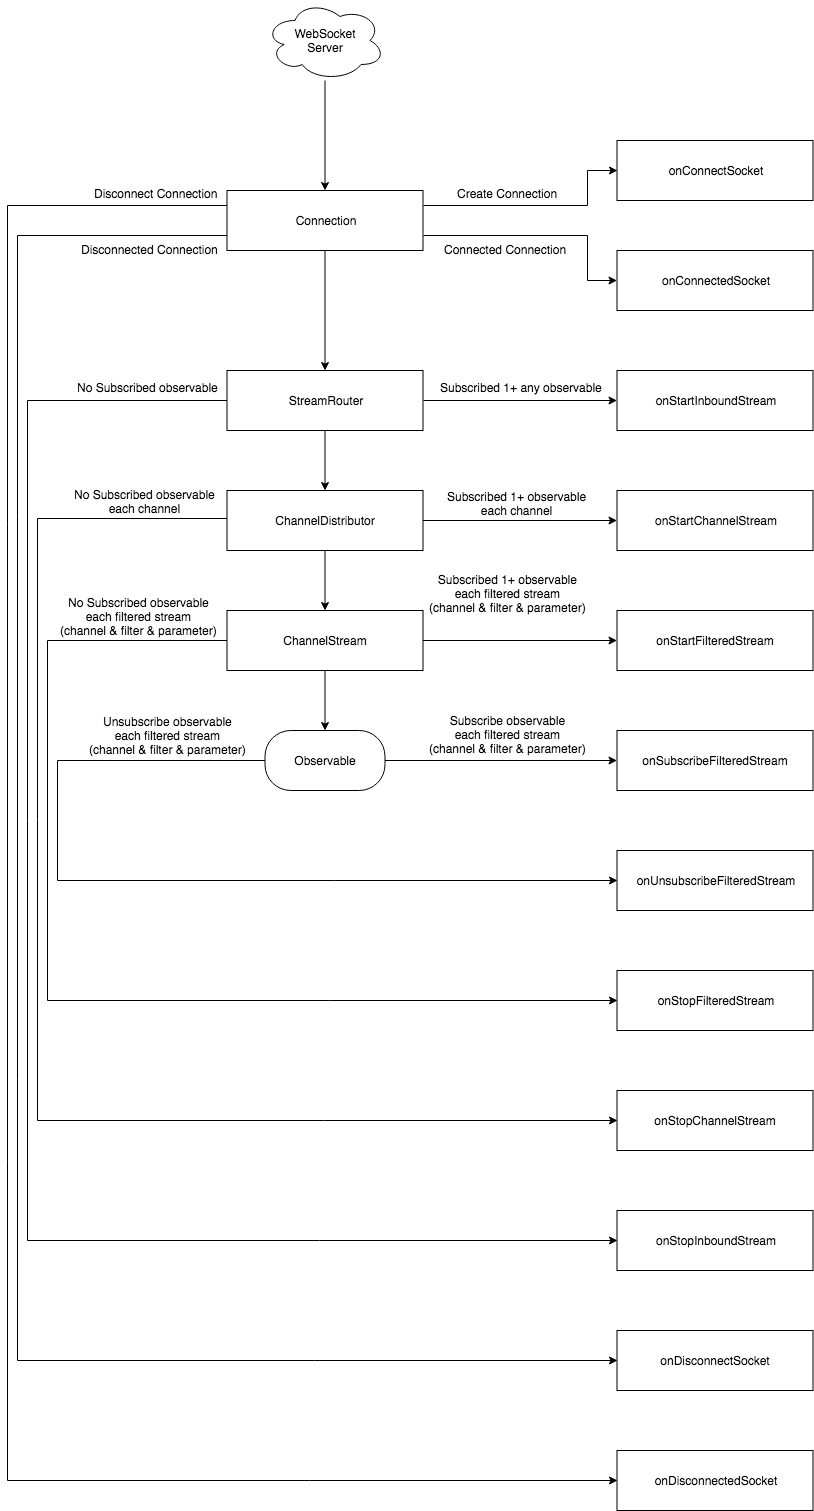 WebSocket
Server
onConnectSocket
Disconnect Connection
Create Connection
Connection
Disconnected Connection
Connected Connection
onConnectedSocket
No Subscribed observable
StreamRouter
Subscribed 1+ any observable
onStartInboundStream
No Subscribed observable
each channel
ChannelDistributor
Subscribed 1+ observable
each channel
onStartChannelStream
No Subscribed observable
each filtered stream
(channel & filter & parameter)
ChannelStream
Subscribed 1+ observable
each filtered stream
(channel & filter & parameter)
onStartFilteredStream
Unsubscribe observable
each filtered stream
(channel & filter & parameter)
Observable
Subscribe observable
each filtered stream
(channel & filter & parameter)
onSubscribeFilteredStream
onUnsubscribeFilteredStream
onStopFilteredStream
onStopChannelStream
onStopInboundStream
onDisconnectSocket
onDisconnectedSocket